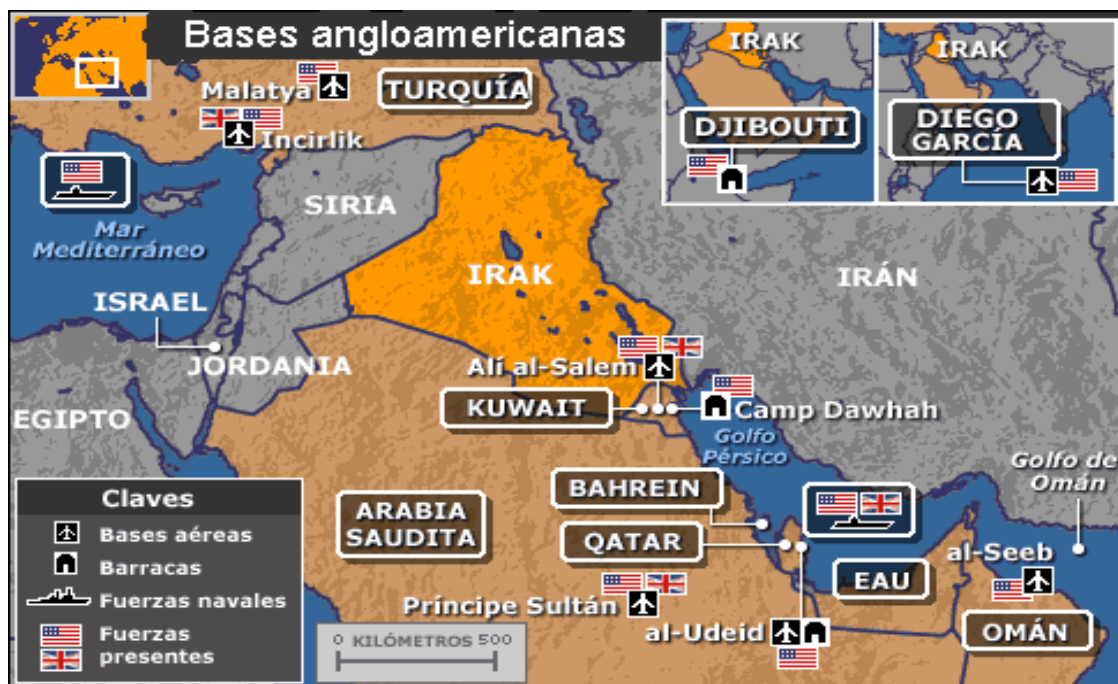 Bases angloamericanas
IRAK
IRAK
DJIBOUTI
DIEGO
GARCÍA
Malatya
TURQUÍA
Incirlik
SIRIA
Mar
Mediterráneo
IRAK
IRÁN
ISRAEL
JORDANIA
Ali al-Salem
EGIPTO
KUWAIT
Camp Dawhah
Golfo
Pérsico
Golfo de
Omán
BAHREIN
ARABIA
SAUDITA
QATAR
al-Seeb
EAU
Príncipe Sultán
al-Udeid
OMÁN
Claves
Bases aéreas
Barracas
Fuerzas navales
Fuerzas
presentes
0 KILÓMETROS 500